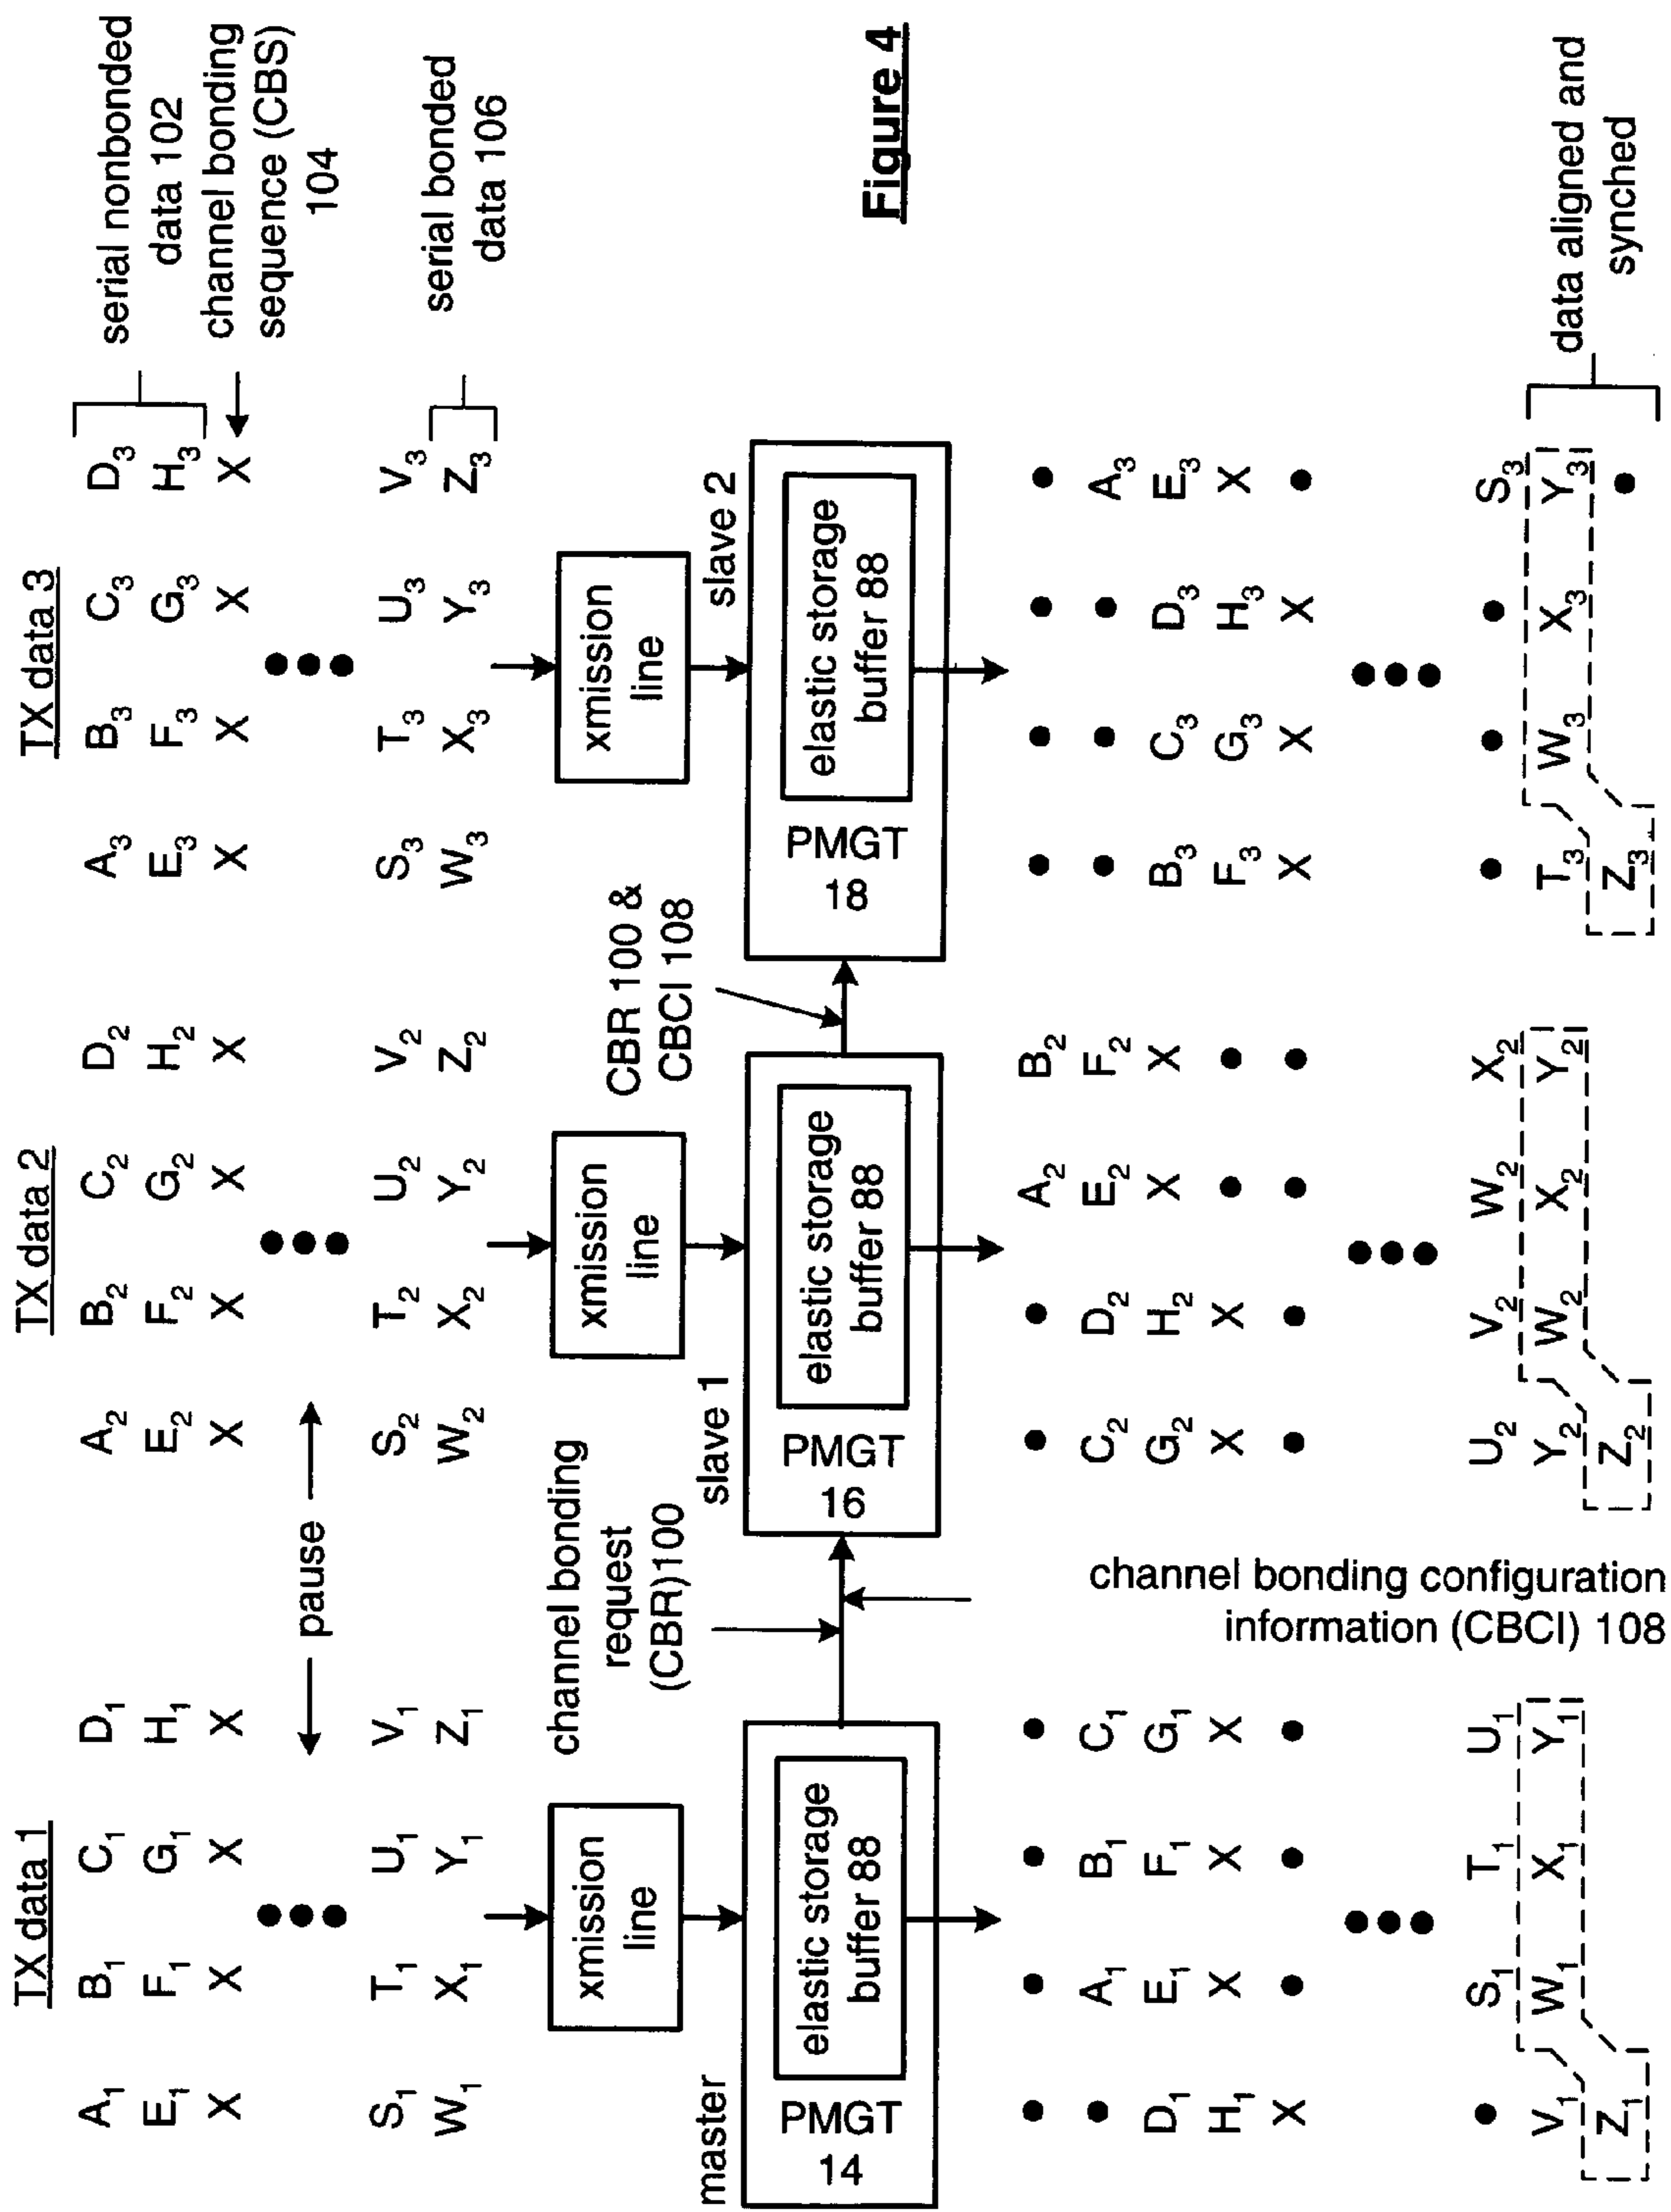 TX data 1 TX data 2 TX data 3
A₁ B₁ C₁ D₁ A₂ B₂ C₂ D₂ A₃ B₃ C₃ D₃
E₁ F₁ G₁ H₁ E₂ F₂ G₂ H₂ E₃ F₃ G₃ H₃
X X X X X X X X X X X X
serial nonbonded
data 102
channel bonding
sequence (CBS)
104
pause
S₁ T₁ U₁ V₁ S₂ T₂ U₂ V₂ S₃ T₃ U₃ V₃
W₁ X₁ Y₁ Z₁ W₂ X₂ Y₂ Z₂ W₃ X₃ Y₃ Z₃
serial bonded
data 106
xmission
line
channel bonding
request
(CBR)100
xmission
line
CBR 100 &
CBCI 108
xmission
line
master
PMGT
14
elastic storage
buffer 88
slave 1
PMGT
16
elastic storage
buffer 88
slave 2
PMGT
18
elastic storage
buffer 88
Figure 4
channel bonding configuration
information (CBCI) 108
• • • • • • A₂ B₂ • • • •
• A₁ B₁ C₁ C₂ D₂ E₂ F₂ • • • A₃
D₁ E₁ F₁ G₁ G₂ H₂ X X B₃ C₃ D₃ E₃
H₁ X X X X X • • F₃ G₃ H₃ X
X • • • • • • • X X X •
• S₁ T₁ U₁ U₂ V₂ W₂ X₂ • • • S₃
V₁ W₁ X₁ Y₁ Y₂ W₂ X₂ Y₂ T₃ W₃ X₃ Y₃
Z₁ Z₂ Z₃ •
data aligned and
synched